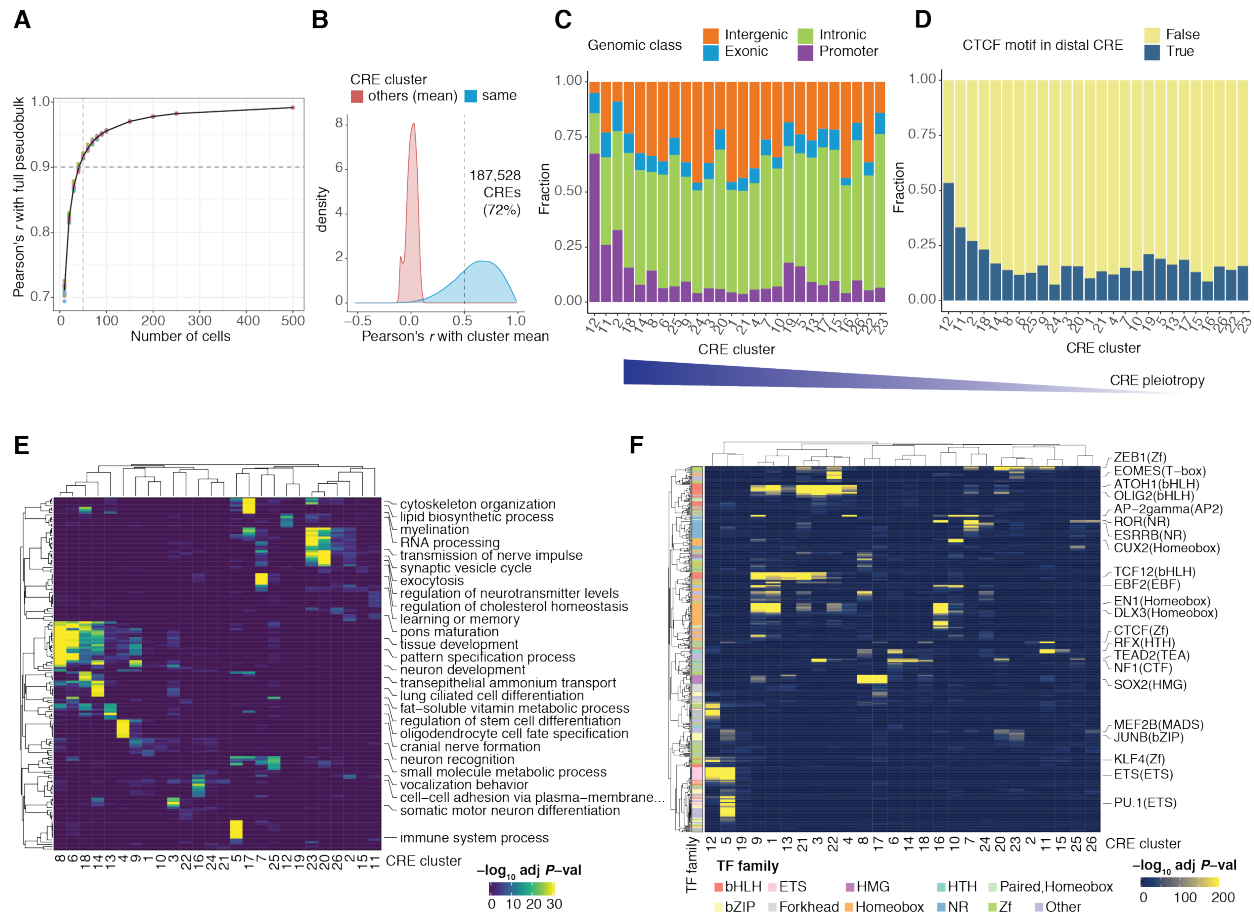 A
Pearson's r with full pseudobulk
1.0
0.9
0.8
0.7
0
100
200
300
400
500
Number of cells
B
CRE cluster
others (mean)
same
187,528
CREs
(72%)
density
8
6
4
2
0
−0.5
0.0
0.5
1.0
Pearson's r with cluster mean
C
Genomic class
Intergenic
Intronic
Exonic
Promoter
Fraction
1.00
0.75
0.50
0.25
0.00
CRE cluster
CRE pleiotropy
D
CTCF motif in distal CRE
False
True
Fraction
1.00
0.75
0.50
0.25
0.00
CRE cluster
E
cytoskeleton organization
lipid biosynthetic process
myelination
RNA processing
transmission of nerve impulse
synaptic vesicle cycle
exocytosis
regulation of neurotransmitter levels
regulation of cholesterol homeostasis
learning or memory
pons maturation
tissue development
pattern specification process
neuron development
transepithelial ammonium transport
lung ciliated cell differentiation
fat−soluble vitamin metabolic process
regulation of stem cell differentiation
oligodendrocyte cell fate specification
cranial nerve formation
neuron recognition
small molecule metabolic process
vocalization behavior
cell−cell adhesion via plasma−membrane...
somatic motor neuron differentiation
immune system process
8 6 18 14 13 4 9 1 10 3 22 16 24 21 5 17 7 25 12 19 23 20 26 2 15 11
CRE cluster
−log10 adj P−val
0 10 20 30
F
ZEB1(Zf)
EOMES(T−box)
ATOH1(bHLH)
OLIG2(bHLH)
AP−2gamma(AP2)
ROR(NR)
ESRRB(NR)
CUX2(Homeobox)
TCF12(bHLH)
EBF2(EBF)
EN1(Homeobox)
DLX3(Homeobox)
CTCF(Zf)
RFX(HTH)
TEAD2(TEA)
NF1(CTF)
SOX2(HMG)
MEF2B(MADS)
JUNB(bZIP)
KLF4(Zf)
ETS(ETS)
PU.1(ETS)
TF family
12 5 19 9 1 13 21 3 22 4 8 17 6 14 18 16 10 7 24 20 23 2 11 15 25 26
CRE cluster
TF family
bHLH
ETS
HMG
HTH
Paired,Homeobox
bZIP
Forkhead
Homeobox
NR
Zf
Other
−log10 adj P−val
0 100 200